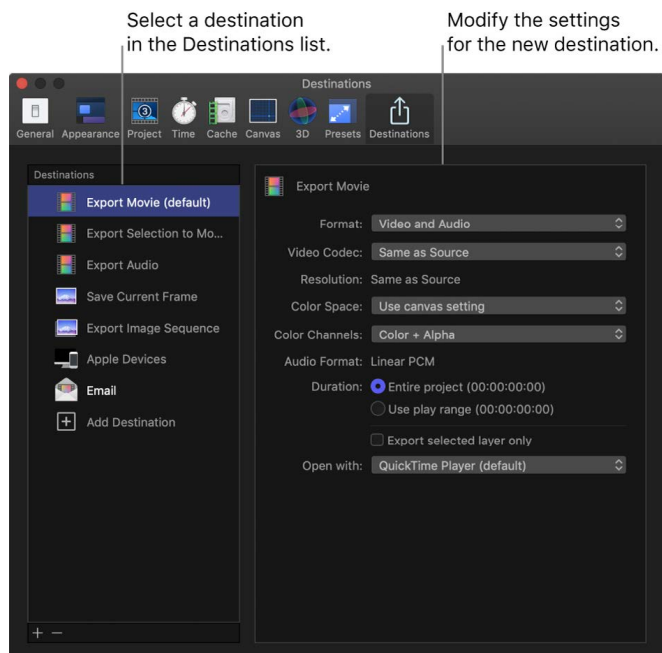 Select a destination
in the Destinations list.
Modify the settings
for the new destination.
Destinations
General Appearance Project Time Cache Canvas 3D Presets Destinations
Destinations
Export Movie (default)
Export Selection to Mo...
Export Audio
Save Current Frame
Export Image Sequence
Apple Devices
Email
Add Destination
Export Movie
Format: Video and Audio
Video Codec: Same as Source
Resolution: Same as Source
Color Space: Use canvas setting
Color Channels: Color + Alpha
Audio Format: Linear PCM
Duration: Entire project (00:00:00:00)
Use play range (00:00:00:00)
Export selected layer only
Open with: QuickTime Player (default)